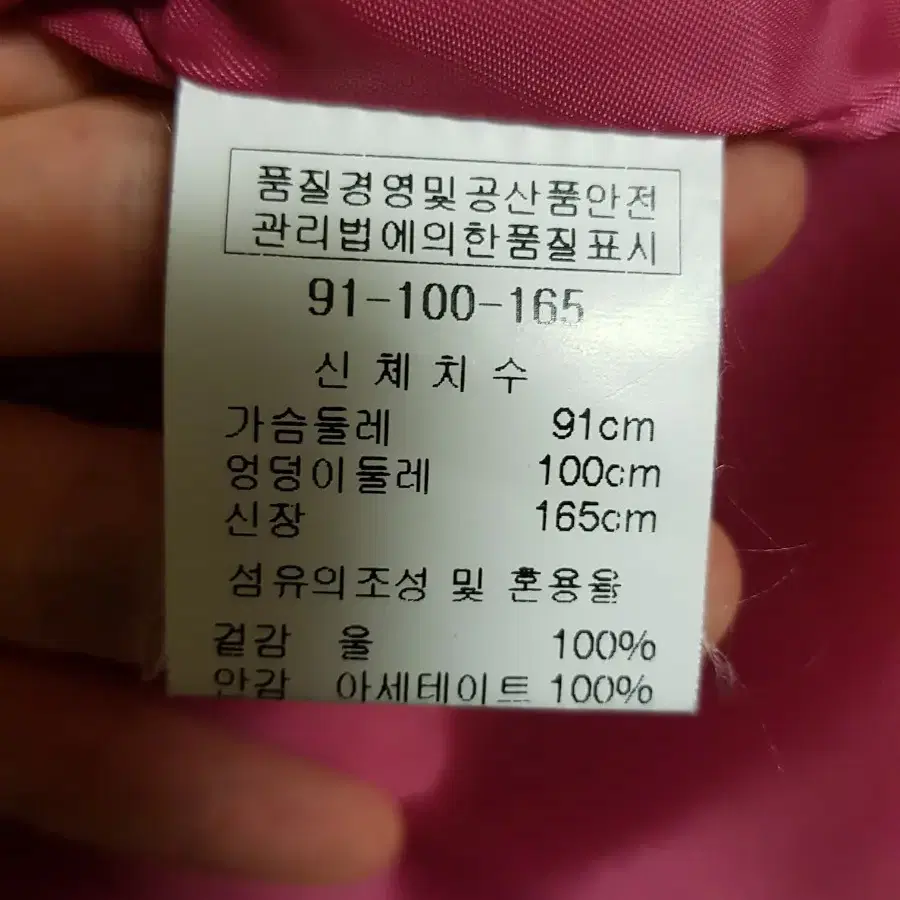 품질경영및공산품안전
관리법에의한품질표시
91-100-165
신체치수
가슴둘레 91cm
엉덩이둘레 100cm
신장 165cm
섬유의조성 및 혼용율
겉감 울 100%
안감 아세테이트 100%